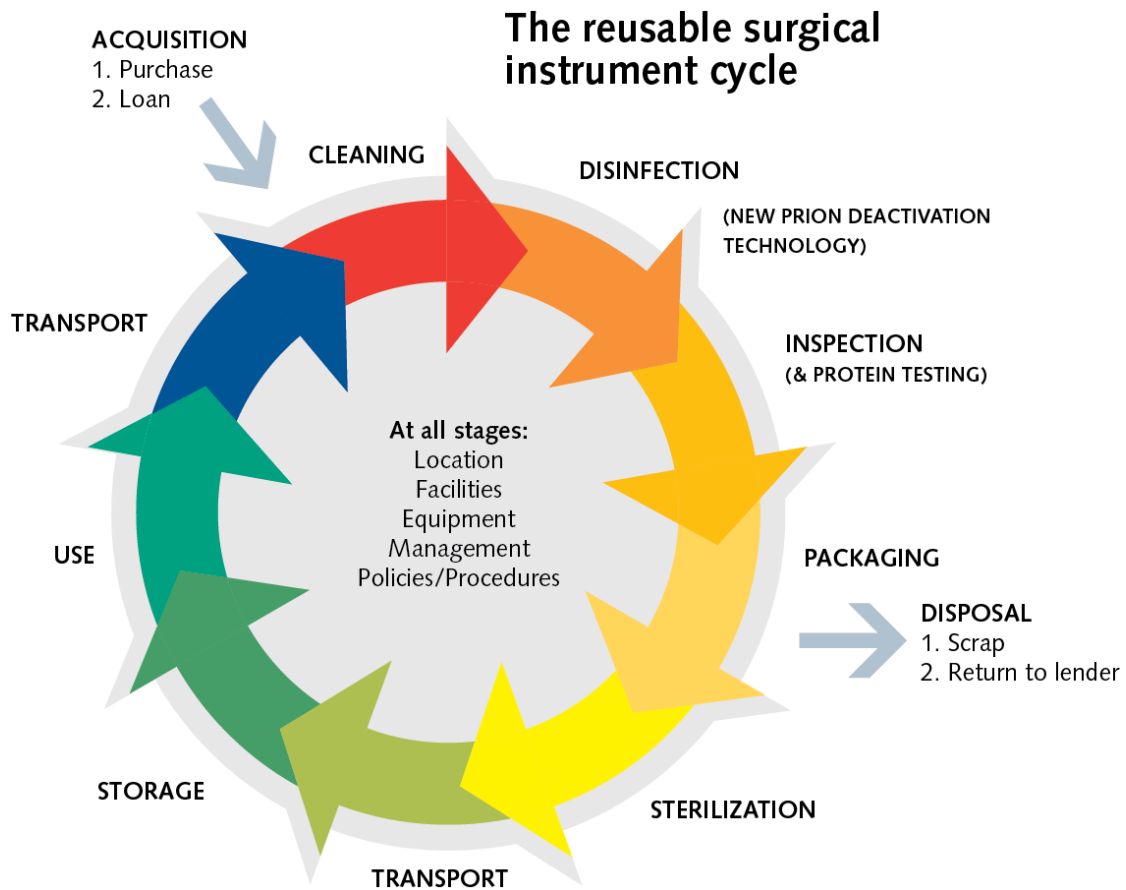 The reusable surgical
instrument cycle
ACQUISITION
1. Purchase
2. Loan
CLEANING
DISINFECTION
(NEW PRION DEACTIVATION
TECHNOLOGY)
INSPECTION
(& PROTEIN TESTING)
PACKAGING
DISPOSAL
1. Scrap
2. Return to lender
STERILIZATION
TRANSPORT
STORAGE
USE
TRANSPORT
At all stages:
Location
Facilities
Equipment
Management
Policies/Procedures